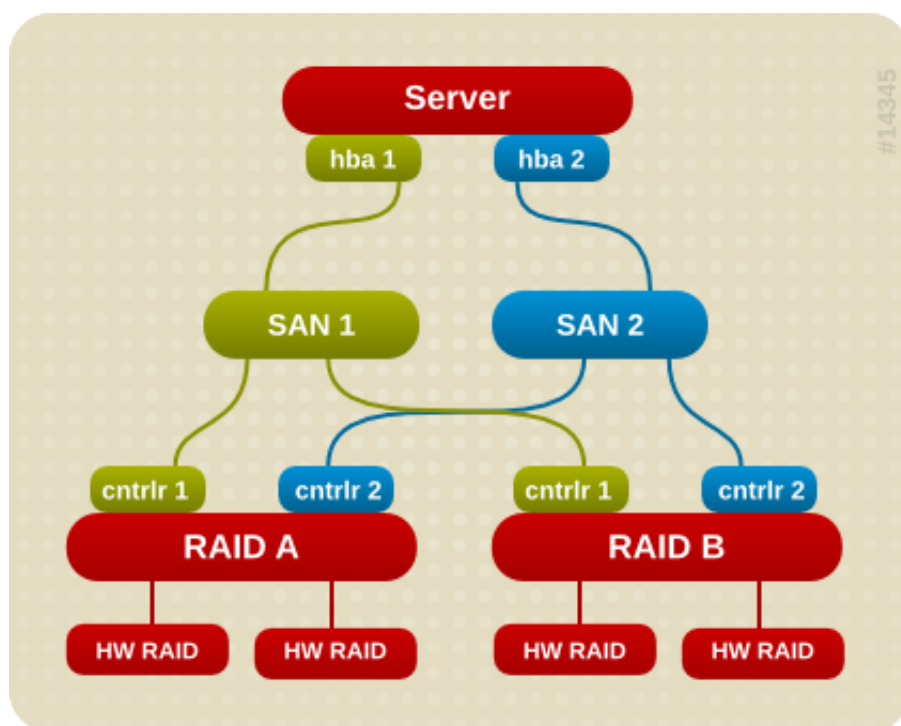 Server
#14345
hba 1
hba 2
SAN 1
SAN 2
cntrlr 1
cntrlr 2
cntrlr 1
cntrlr 2
RAID A
RAID B
HW RAID
HW RAID
HW RAID
HW RAID